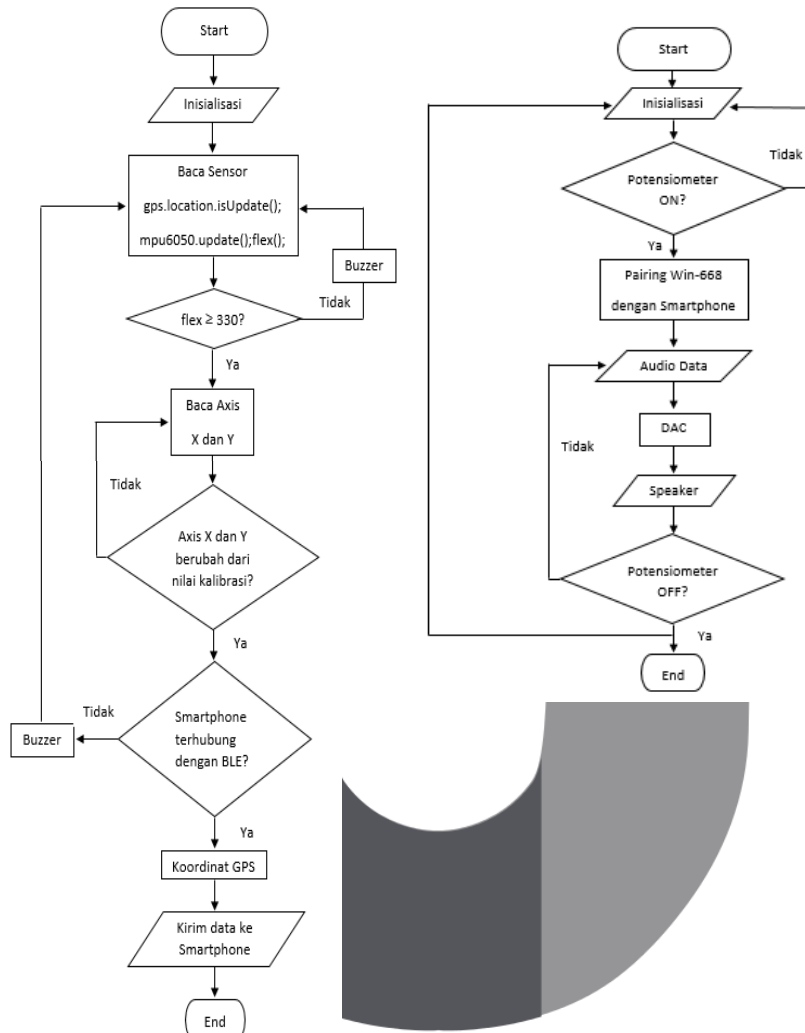 Start
Inisialisasi
Baca Sensor
gps.location.isUpdate();
mpu6050.update();flex();
Buzzer
Tidak
flex ≥ 330?
Ya
Baca Axis
X dan Y
Tidak
Axis X dan Y
berubah dari
nilai kalibrasi?
Ya
Tidak
Buzzer
Smartphone
terhubung
dengan BLE?
Ya
Koordinat GPS
Kirim data ke
Smartphone
End
Start
Inisialisasi
Tidak
Potensiometer
ON?
Ya
Pairing Win-668
dengan Smartphone
Audio Data
DAC
Tidak
Speaker
Potensiometer
OFF?
Ya
End